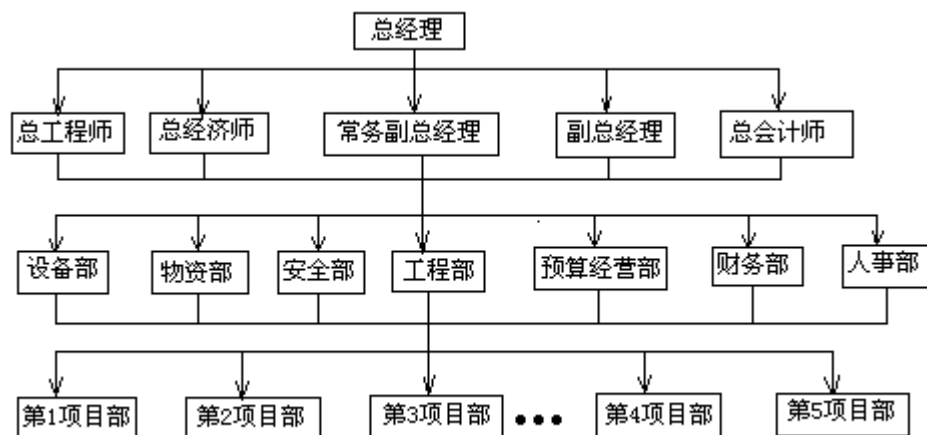 总经理
总工程师
总经济师
常务副总经理
副总经理
总会计师
设备部
物资部
安全部
工程部
预算经营部
财务部
人事部
第1项目部
第2项目部
第3项目部
•••
第4项目部
第5项目部